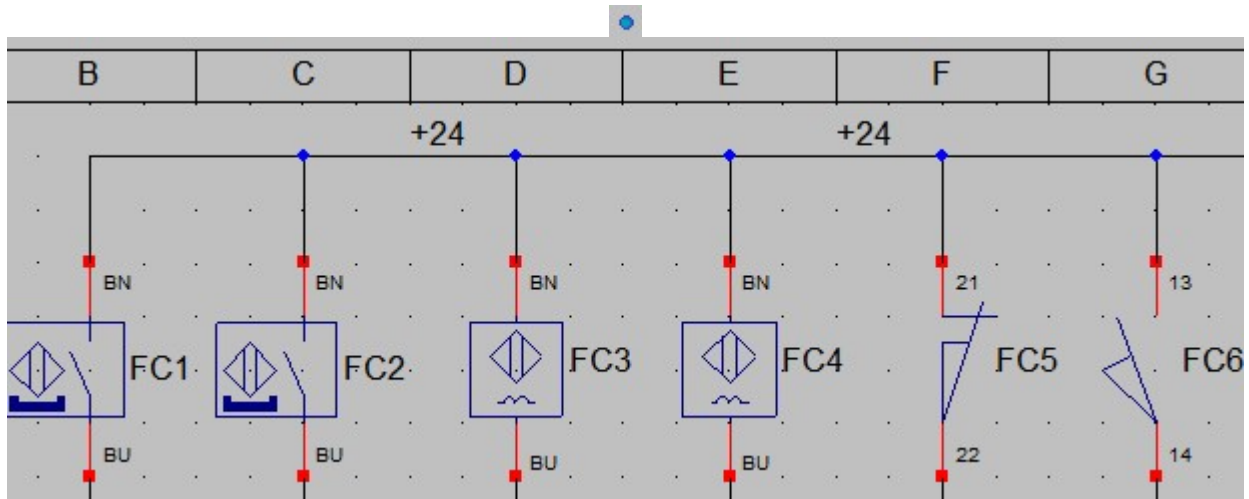 B C D E F G
+24 +24
BN BN BN BN 21 13
FC1 FC2 FC3 FC4 FC5 FC6
BU BU BU BU 22 14